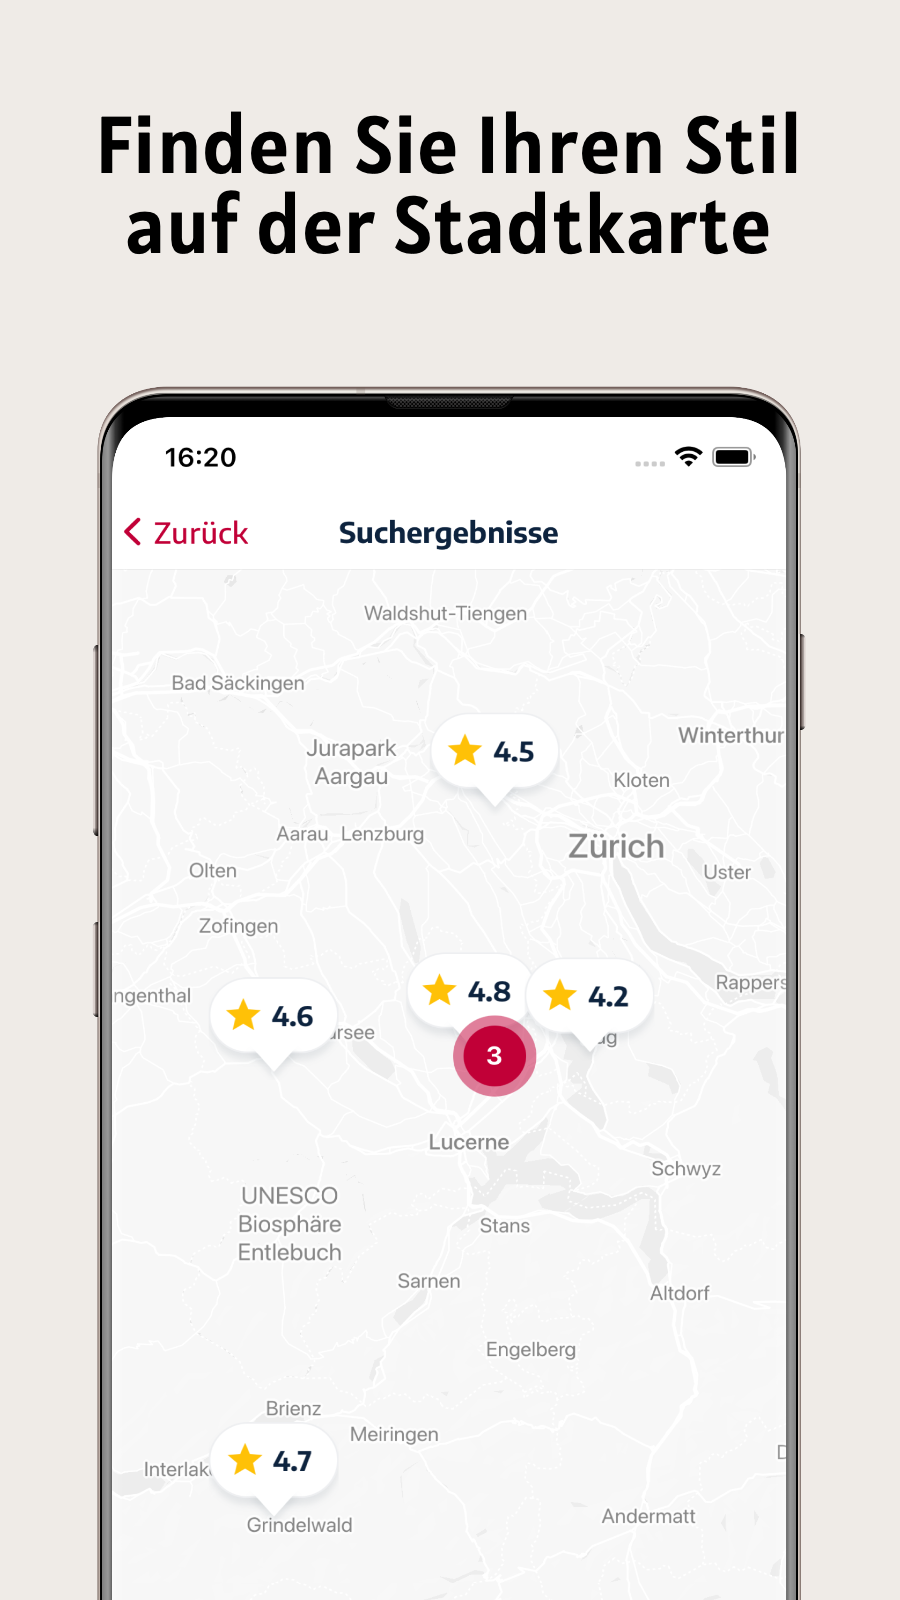 Finden Sie Ihren Stil
auf der Stadtkarte
16:20
Zurück
Suchergebnisse
Waldshut-Tiengen
Bad Säckingen
Winterthur
4.5
Jurapark
Aargau
Kloten
Aarau
Lenzburg
Zürich
Olten
Uster
Zofingen
Rappers
ngenthal
4.8
4.2
4.6
rsee
ug
3
Lucerne
Schwyz
UNESCO
Biosphäre
Entlebuch
Stans
Sarnen
Altdorf
Engelberg
Brienz
Meiringen
Interlak
4.7
Andermatt
Grindelwald